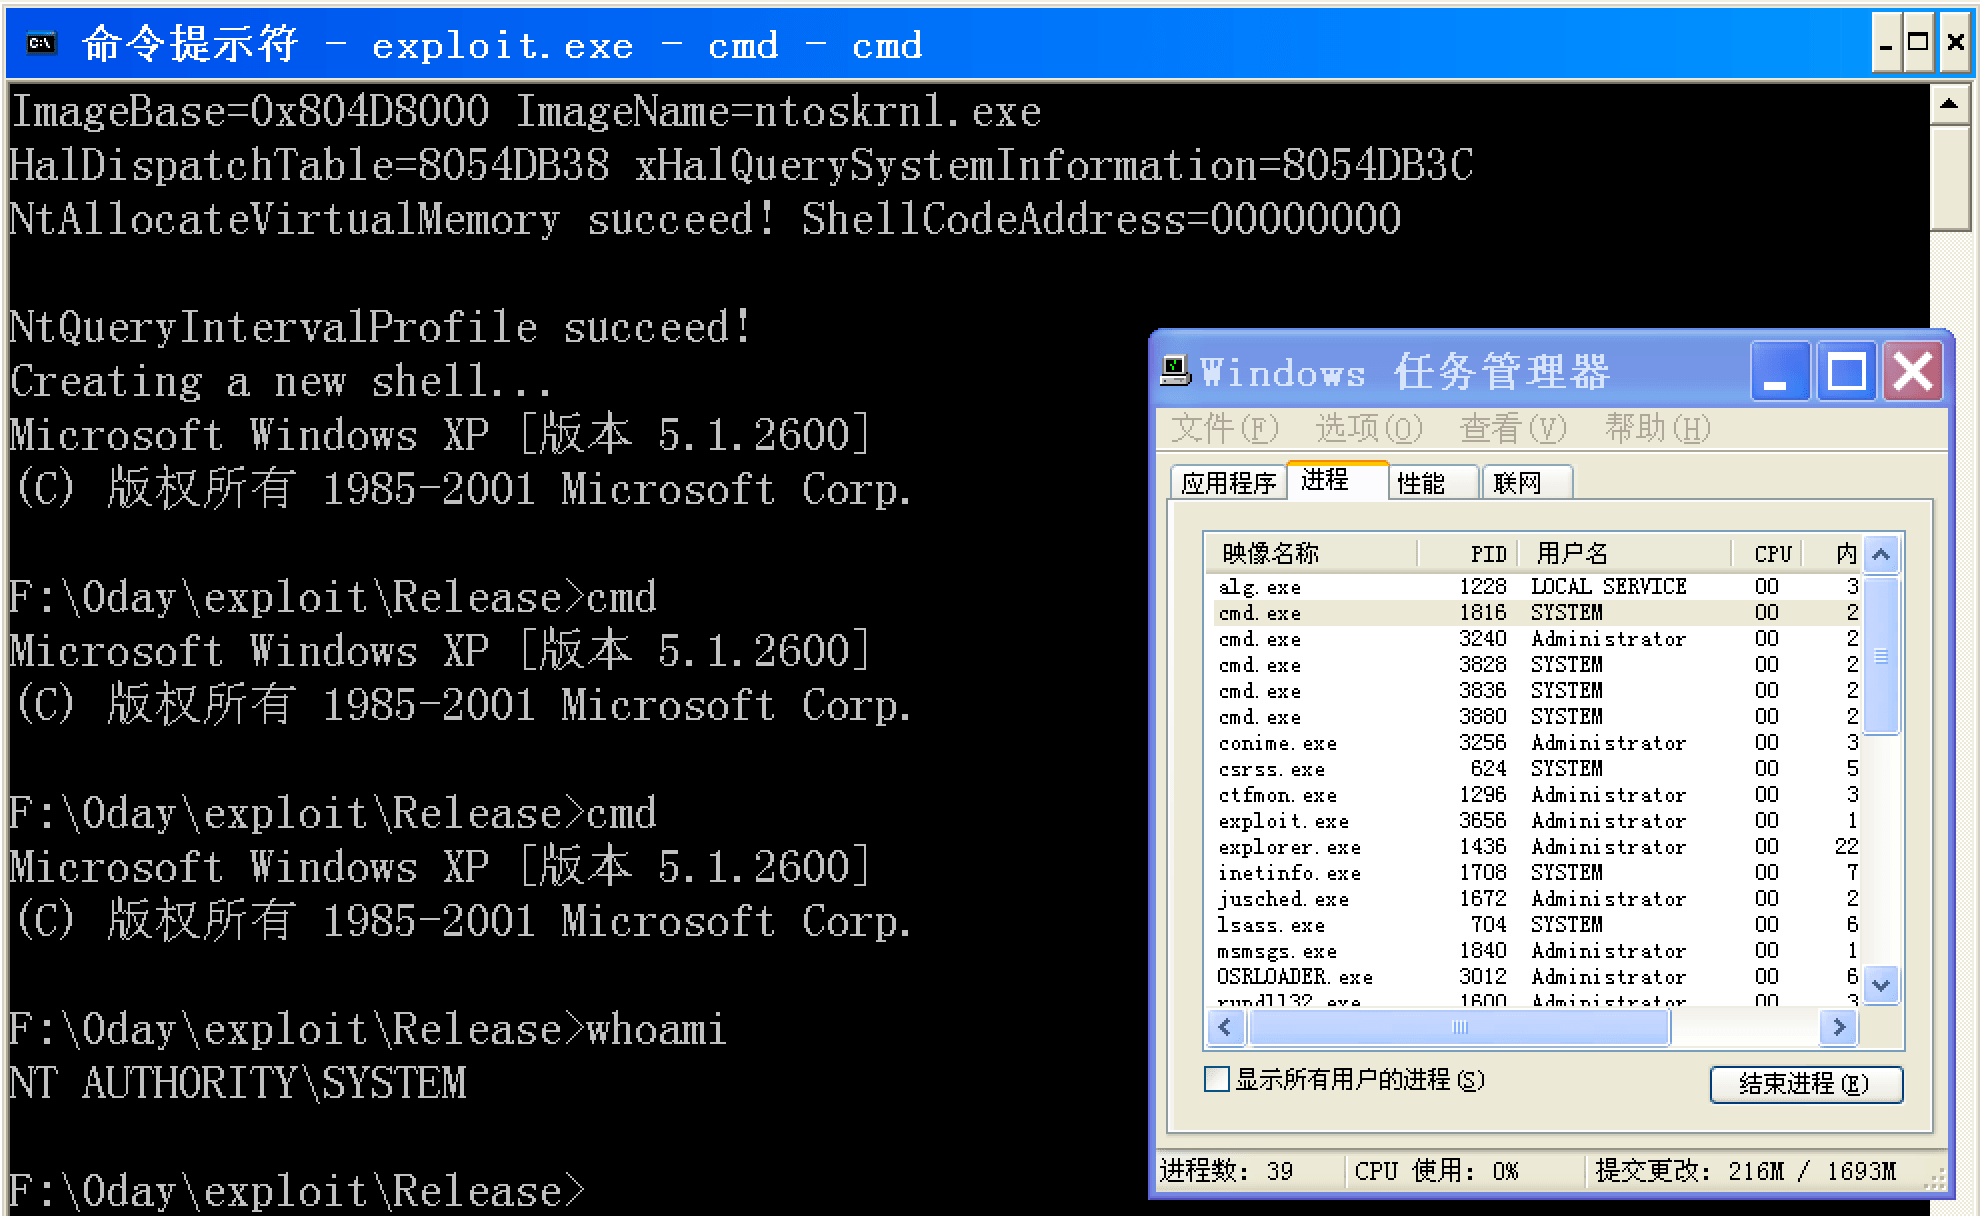 命令提示符 - exploit.exe - cmd - cmd
ImageBase=0x804D8000 ImageName=ntoskrnl.exe
HalDispatchTable=8054DB38 xHalQuerySystemInformation=8054DB3C
NtAllocateVirtualMemory succeed! ShellCodeAddress=00000000
NtQueryIntervalProfile succeed!
Creating a new shell...
Microsoft Windows XP [版本 5.1.2600]
(C) 版权所有 1985-2001 Microsoft Corp.
F:\0day\exploit\Release>cmd
Microsoft Windows XP [版本 5.1.2600]
(C) 版权所有 1985-2001 Microsoft Corp.
F:\0day\exploit\Release>cmd
Microsoft Windows XP [版本 5.1.2600]
(C) 版权所有 1985-2001 Microsoft Corp.
F:\0day\exploit\Release>whoami
NT AUTHORITY\SYSTEM
F:\0day\exploit\Release>
Windows 任务管理器
文件(F) 选项(O) 查看(V) 帮助(H)
应用程序 进程 性能 联网
映像名称 PID 用户名 CPU 内
alg.exe 1228 LOCAL SERVICE 00 3
cmd.exe 1816 SYSTEM 00 2
cmd.exe 3240 Administrator 00 2
cmd.exe 3828 SYSTEM 00 2
cmd.exe 3836 SYSTEM 00 2
cmd.exe 3880 SYSTEM 00 2
conime.exe 3256 Administrator 00 3
csrss.exe 624 SYSTEM 00 5
ctfmon.exe 1296 Administrator 00 3
exploit.exe 3656 Administrator 00 1
explorer.exe 1436 Administrator 00 22
inetinfo.exe 1708 SYSTEM 00 7
jusched.exe 1672 Administrator 00 2
lsass.exe 704 SYSTEM 00 6
msmsgs.exe 1840 Administrator 00 1
OSRLOADER.exe 3012 Administrator 00 6
rundll32.exe 1600 Administrator 00 3
显示所有用户的进程(S)
结束进程(E)
进程数: 39 CPU 使用: 0% 提交更改: 216M / 1693M